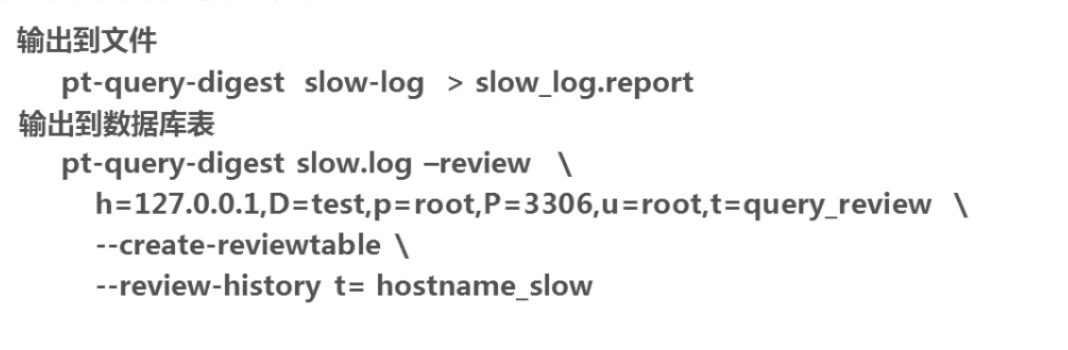 输出到文件
pt-query-digest slow-log > slow_log.report
输出到数据库表
pt-query-digest slow.log –review \
h=127.0.0.1,D=test,p=root,P=3306,u=root,t=query_review \
--create-reviewtable \
--review-history t= hostname_slow